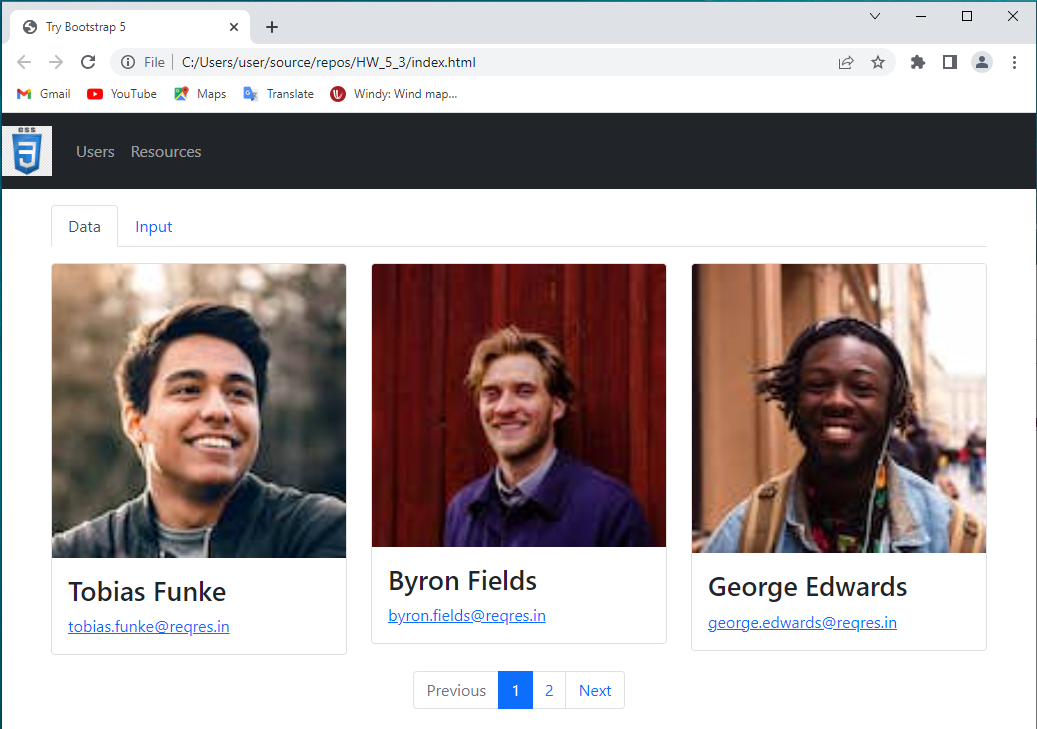 Try Bootstrap 5
File C:/Users/user/source/repos/HW_5_3/index.html
Gmail YouTube Maps Translate Windy: Wind map...
CSS
3
Users Resources
Data Input
Tobias Funke
tobias.funke@reqres.in
Byron Fields
byron.fields@reqres.in
George Edwards
george.edwards@reqres.in
Previous 1 2 Next